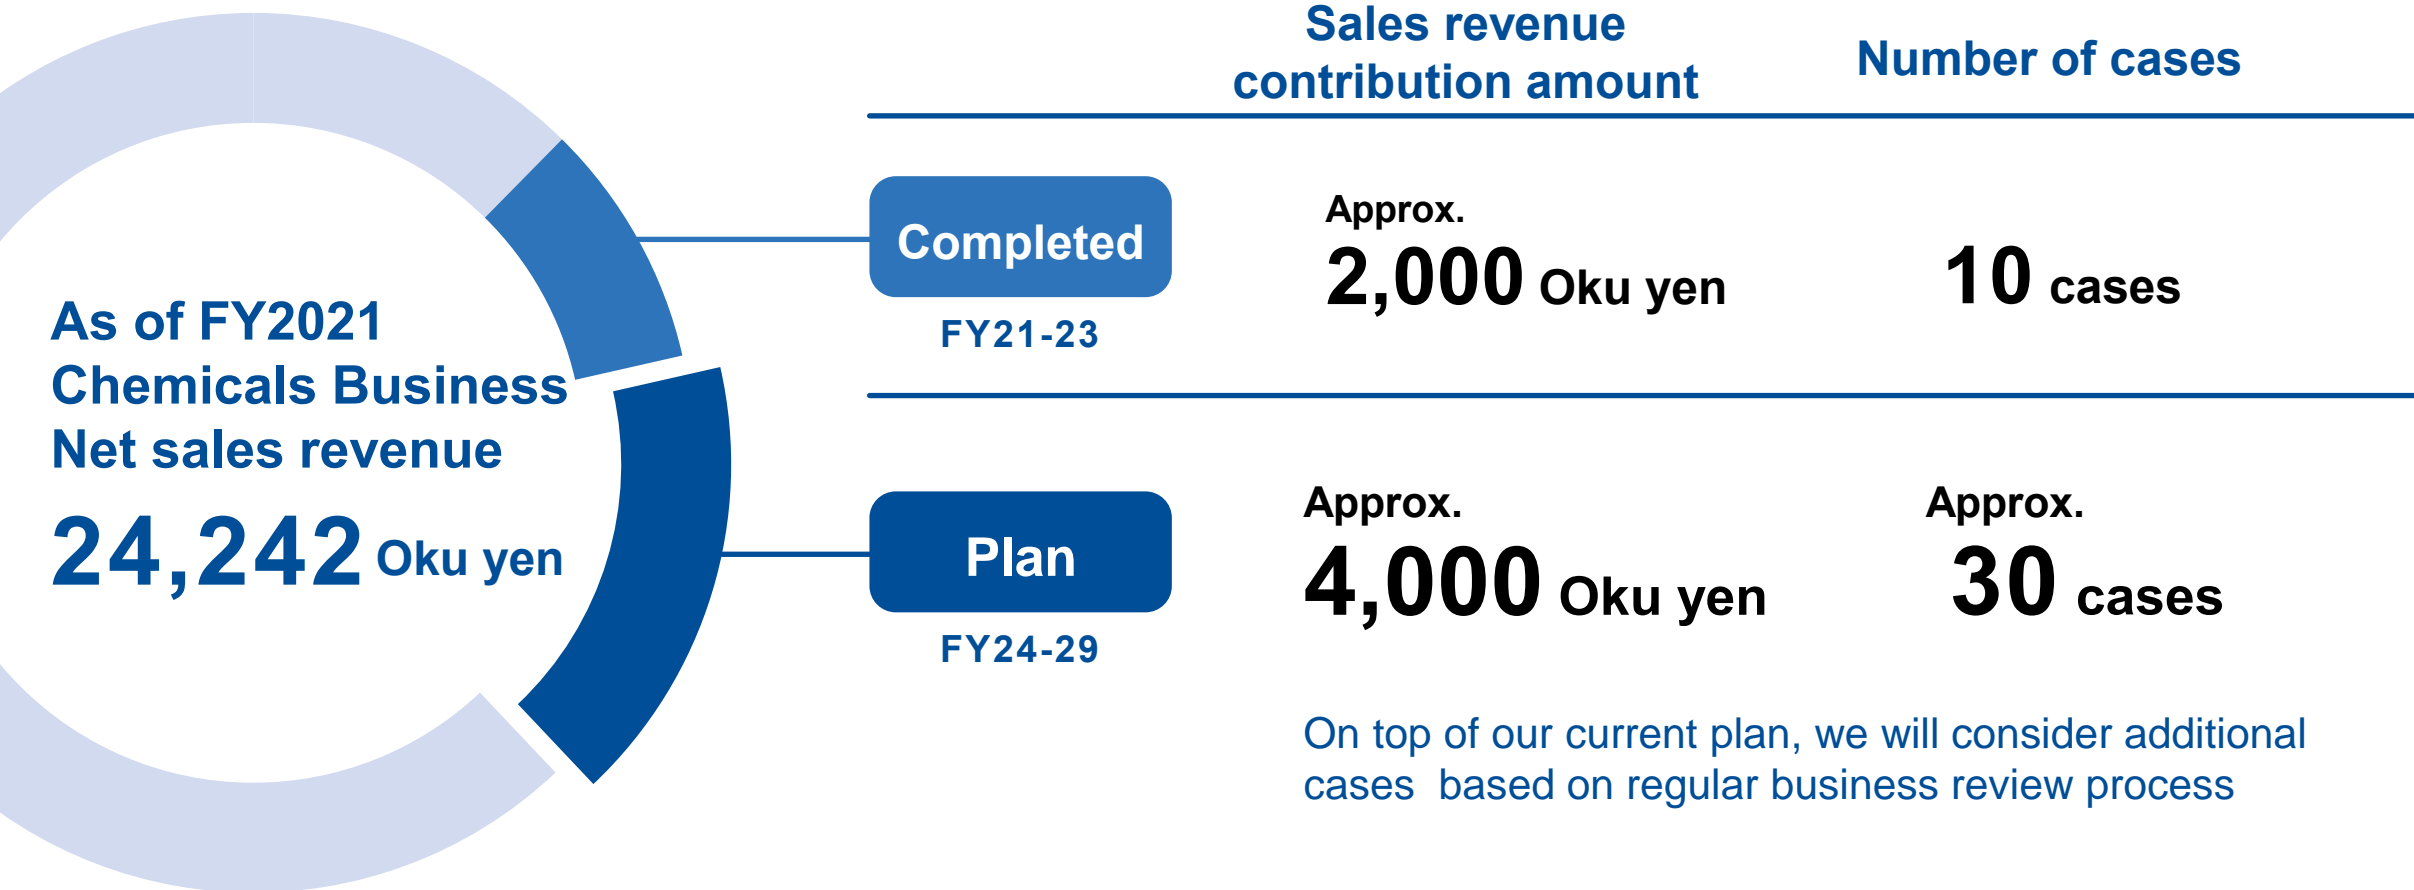 Sales revenue
contribution amount
Number of cases
As of FY2021
Chemicals Business
Net sales revenue
24,242 Oku yen
Completed
FY21-23
Approx.
2,000 Oku yen
10 cases
Plan
FY24-29
Approx.
4,000 Oku yen
Approx.
30 cases
On top of our current plan, we will consider additional
cases  based on regular business review process